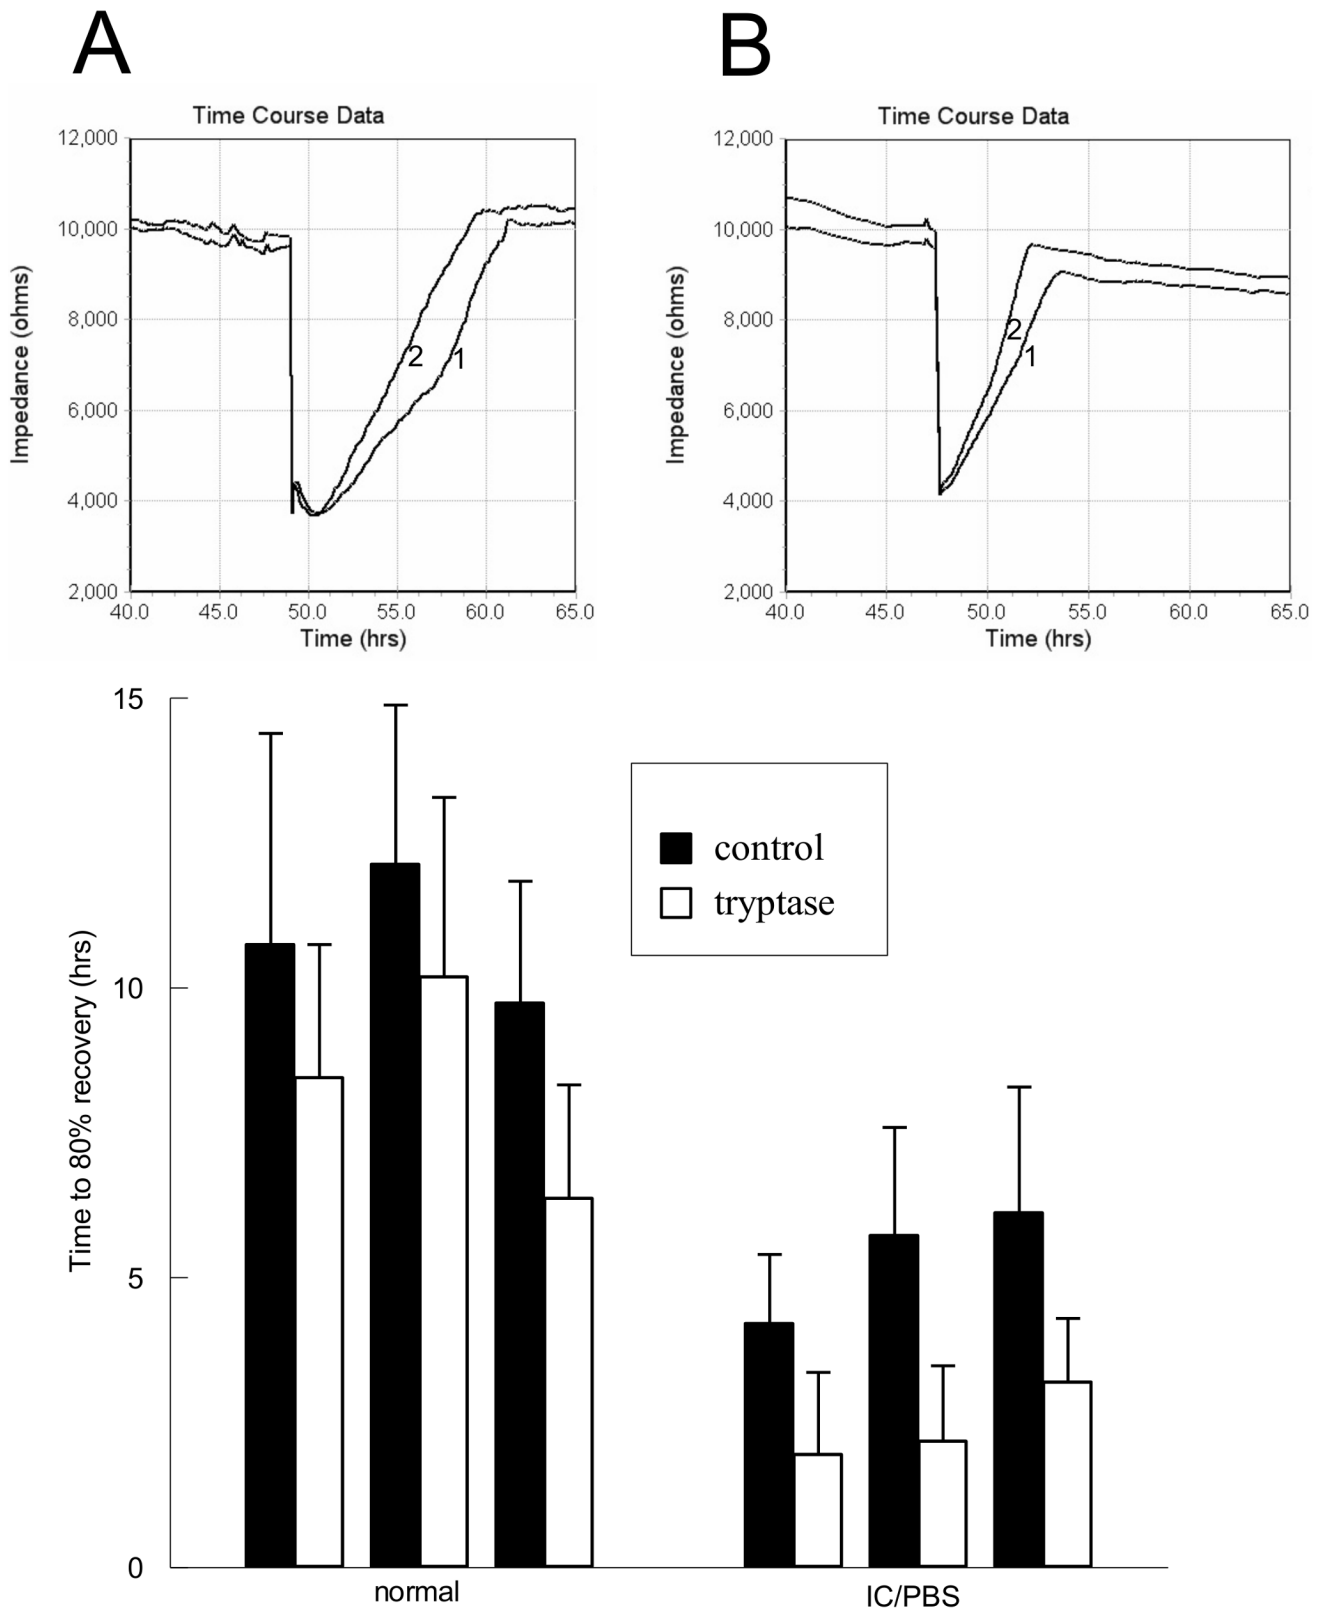 A
B
Time Course Data
12,000
10,000
8,000
6,000
4,000
2,000
Impedance (ohms)
2
1
40.0 45.0 50.0 55.0 60.0 65.0
Time (hrs)
Time Course Data
12,000
10,000
8,000
6,000
4,000
2,000
Impedance (ohms)
2
1
40.0 45.0 50.0 55.0 60.0 65.0
Time (hrs)
15
10
5
0
Time to 80% recovery (hrs)
control
tryptase
normal
IC/PBS